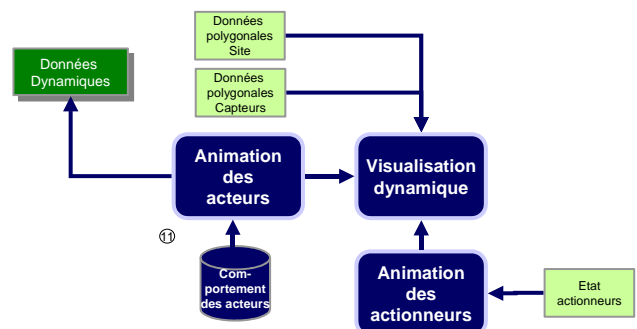 Données
polygonales
Site
Données
Dynamiques
Données
polygonales
Capteurs
Animation
des
acteurs
Visualisation
dynamique
⑪
Com-
portement
des acteurs
Animation
des
actionneurs
Etat
actionneurs